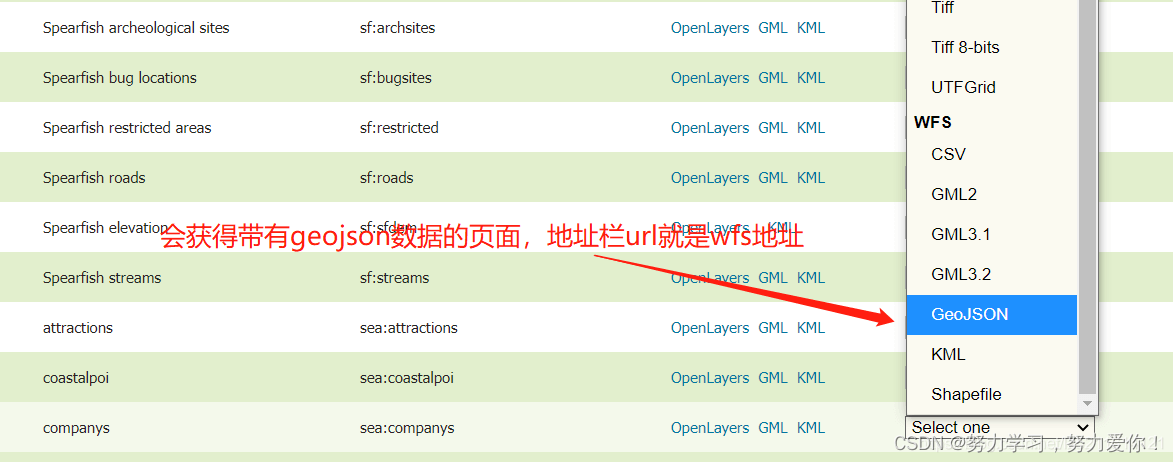 Spearfish archeological sites sf:archsites OpenLayers GML KML
Spearfish bug locations sf:bugsites OpenLayers GML KML
Spearfish restricted areas sf:restricted OpenLayers GML KML
Spearfish roads sf:roads OpenLayers GML KML
Spearfish elevation sf:sfdem OpenLayers KML
会获得带有geojson数据的页面，地址栏url就是wfs地址
Spearfish streams sf:streams OpenLayers GML KML
attractions sea:attractions OpenLayers GML KML
coastalpoi sea:coastalpoi OpenLayers GML KML
companys sea:companys OpenLayers GML KML
Tiff
Tiff 8-bits
UTFGrid
WFS
CSV
GML2
GML3.1
GML3.2
GeoJSON
KML
Shapefile
Select one
CSDN @努力学习，努力爱你！